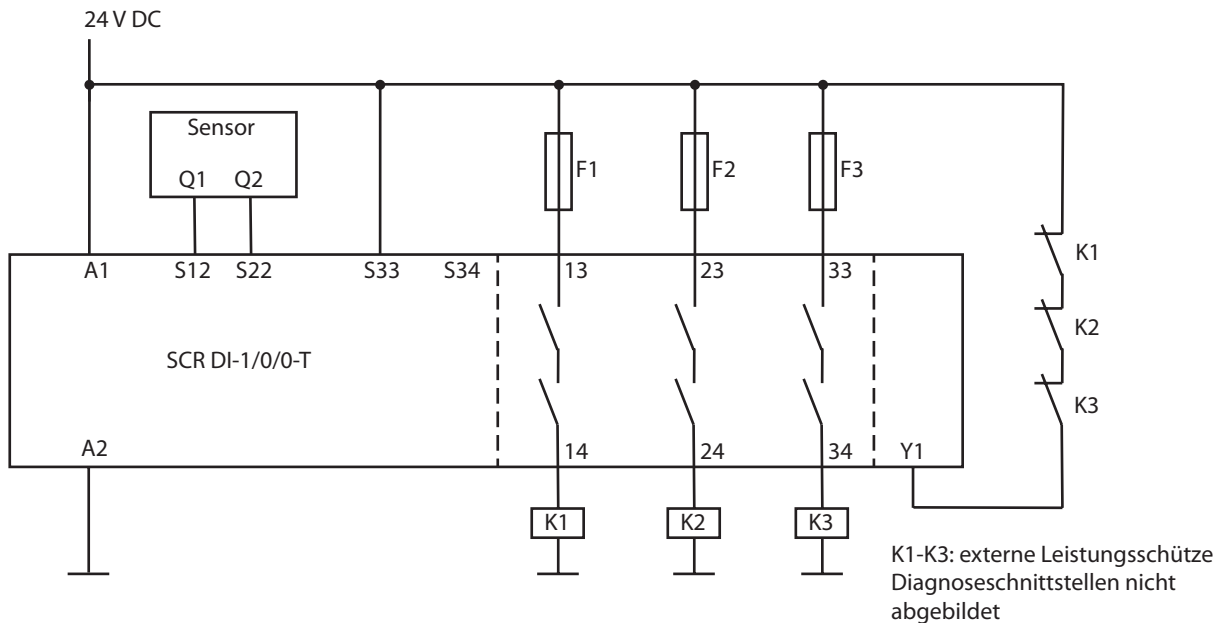 24 V DC
Sensor
Q1 Q2
F1 F2 F3
A1 S12 S22 S33 S34 13 23 33
K1
K2
K3
SCR DI-1/0/0-T
A2 14 24 34 Y1
K1 K2 K3
K1-K3: externe Leistungsschütze
Diagnoseschnittstellen nicht
abgebildet